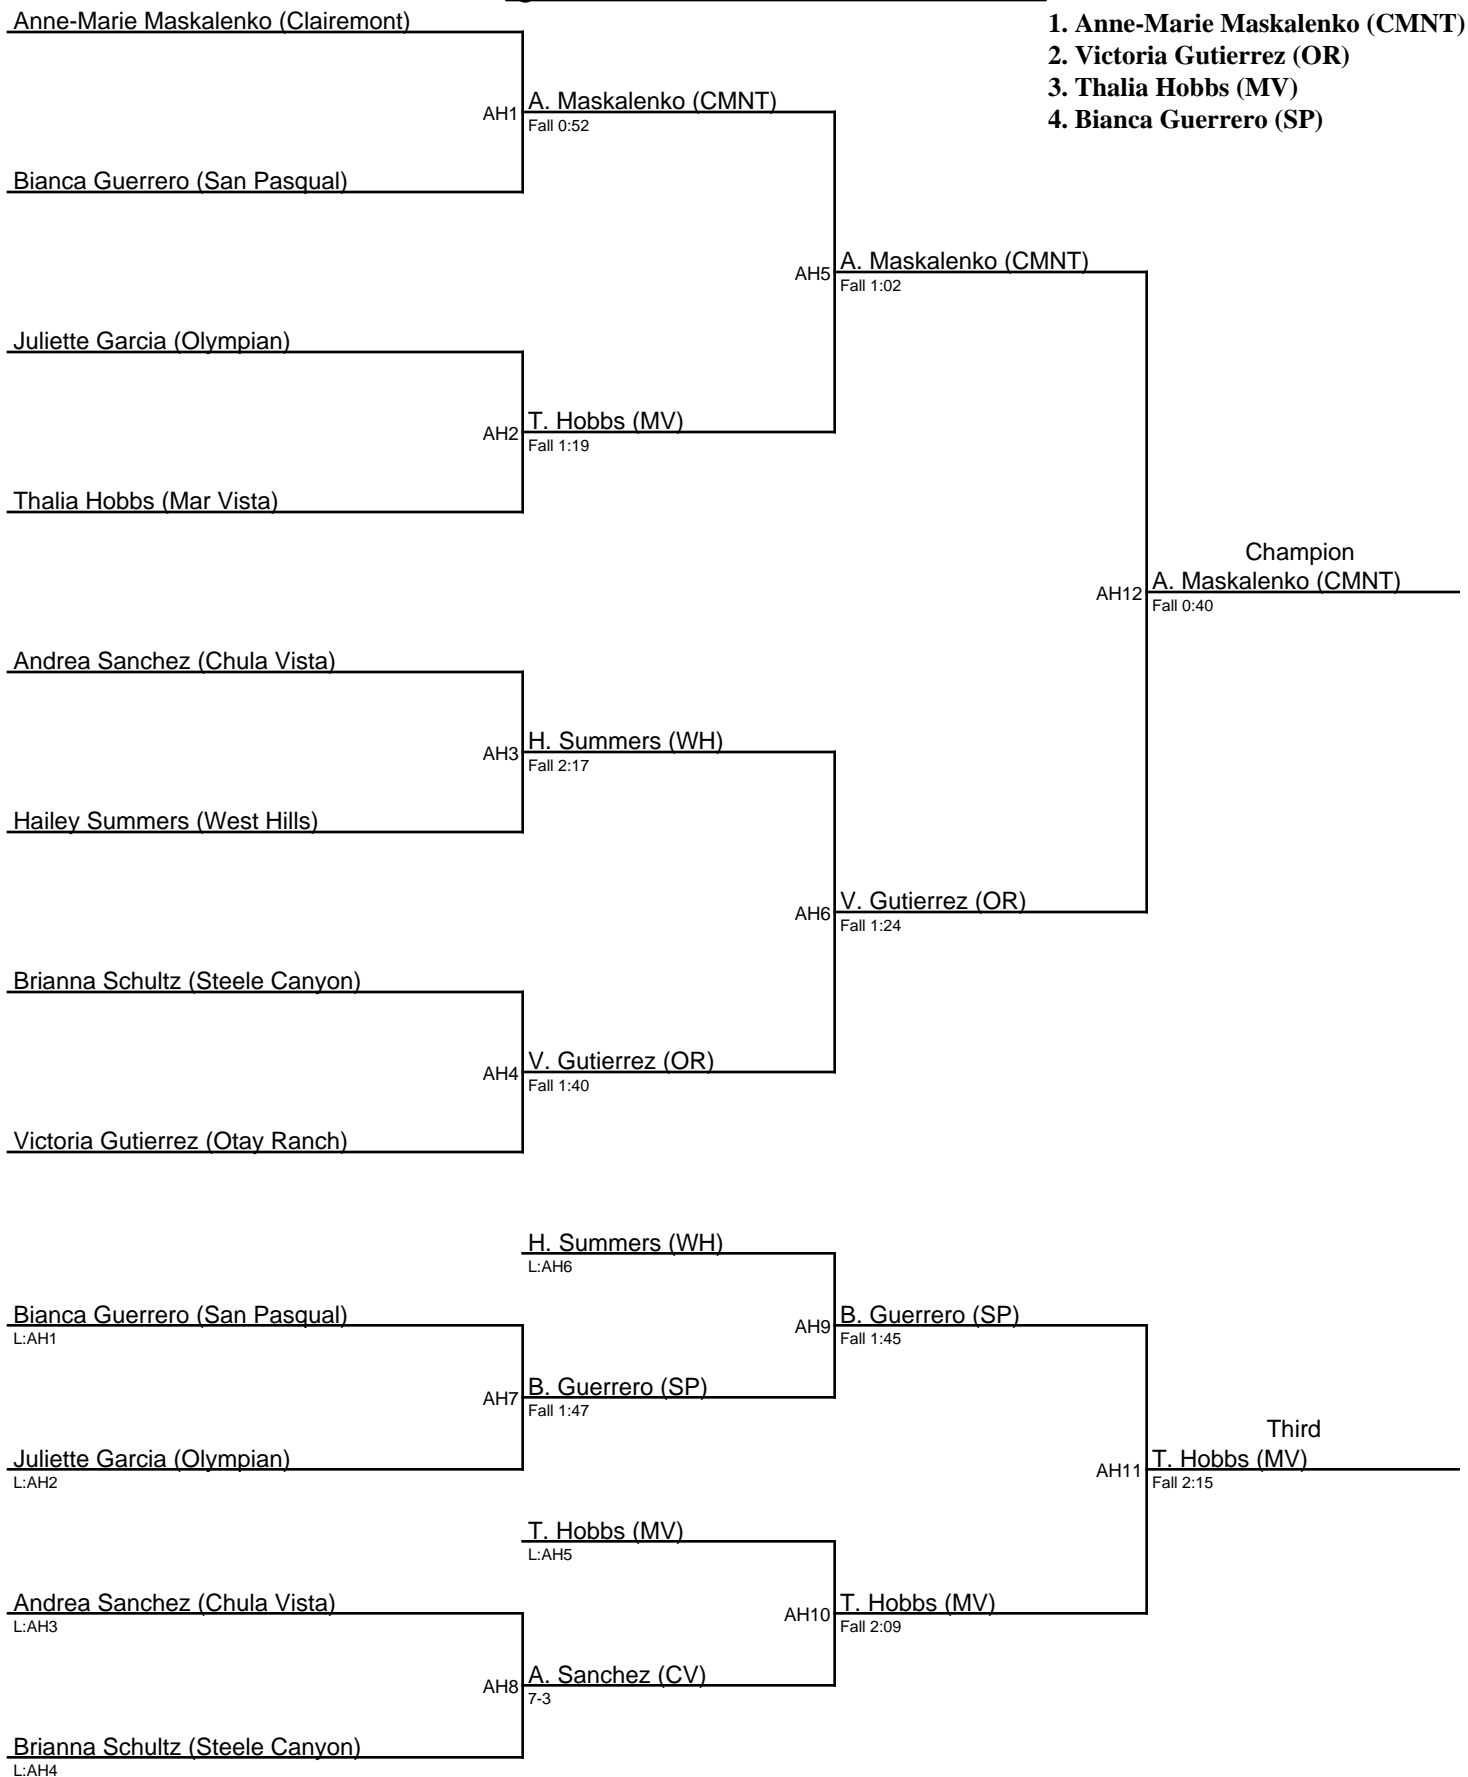 Anne-Marie Maskalenko (Clairemont)
1. Anne-Marie Maskalenko (CMNT)
2. Victoria Gutierrez (OR)
3. Thalia Hobbs (MV)
4. Bianca Guerrero (SP)
AH1
A. Maskalenko (CMNT)
Fall 0:52
Bianca Guerrero (San Pasqual)
AH5
A. Maskalenko (CMNT)
Fall 1:02
Juliette Garcia (Olympian)
AH2
T. Hobbs (MV)
Fall 1:19
Thalia Hobbs (Mar Vista)
Champion
AH12
A. Maskalenko (CMNT)
Fall 0:40
Andrea Sanchez (Chula Vista)
AH3
H. Summers (WH)
Fall 2:17
Hailey Summers (West Hills)
AH6
V. Gutierrez (OR)
Fall 1:24
Brianna Schultz (Steele Canyon)
AH4
V. Gutierrez (OR)
Fall 1:40
Victoria Gutierrez (Otay Ranch)
H. Summers (WH)
L:AH6
Bianca Guerrero (San Pasqual)
L:AH1
AH9
B. Guerrero (SP)
Fall 1:45
AH7
B. Guerrero (SP)
Fall 1:47
Juliette Garcia (Olympian)
L:AH2
Third
AH11
T. Hobbs (MV)
Fall 2:15
T. Hobbs (MV)
L:AH5
Andrea Sanchez (Chula Vista)
L:AH3
AH10
T. Hobbs (MV)
Fall 2:09
AH8
A. Sanchez (CV)
7-3
Brianna Schultz (Steele Canyon)
L:AH4